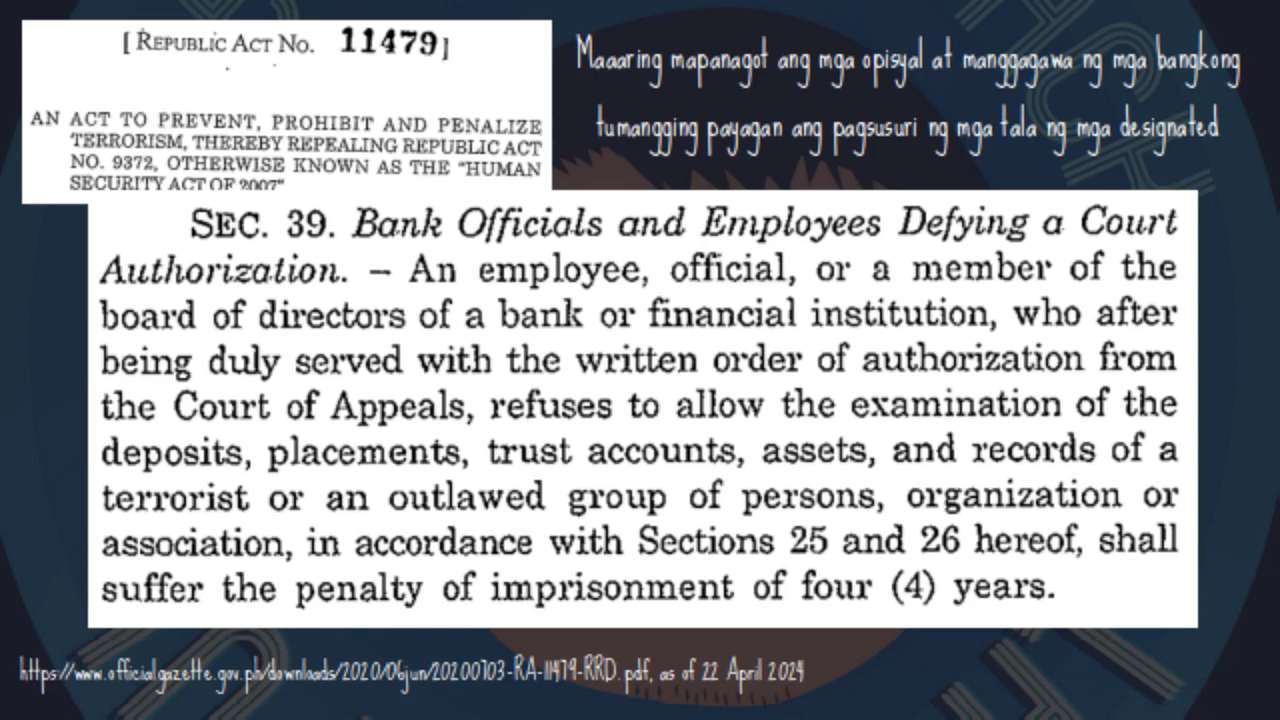 [ REPUBLIC ACT NO. 11479]
AN ACT TO PREVENT, PROHIBIT AND PENALIZE
TERRORISM, THEREBY REPEALING REPUBLIC ACT
NO. 9372, OTHERWISE KNOWN AS THE "HUMAN
SECURITY ACT OF 2007"
Maaaring mapanagot ang mga opisyal at manggagawa ng mga bangkong
tumangging payagan ang pagsusuri ng mga tala ng mga designated
SEC. 39. Bank Officials and Employees Defying a Court
Authorization. – An employee, official, or a member of the
board of directors of a bank or financial institution, who after
being duly served with the written order of authorization from
the Court of Appeals, refuses to allow the examination of the
deposits, placements, trust accounts, assets, and records of a
terrorist or an outlawed group of persons, organization or
association, in accordance with Sections 25 and 26 hereof, shall
suffer the penalty of imprisonment of four (4) years.
https://www.officialgazette.gov.ph/downloads/2020/06jun/20200703-RA-11479-RRD.pdf, as of 22 April 2024